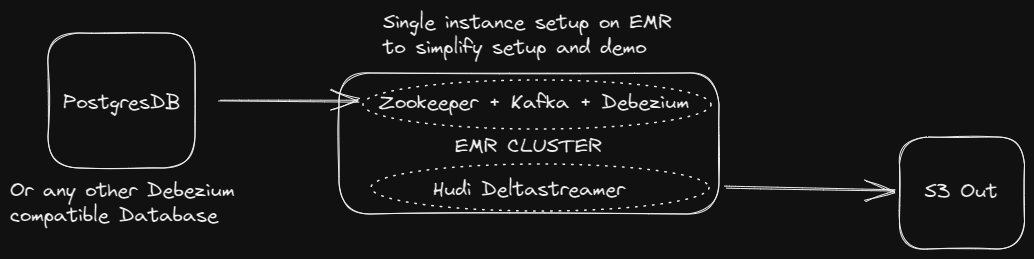 Single instance setup on EMR
to simplify setup and demo
PostgresDB
Zookeeper + Kafka + Debezium
EMR CLUSTER
Hudi Deltastreamer
S3 Out
Or any other Debezium
compatible Database